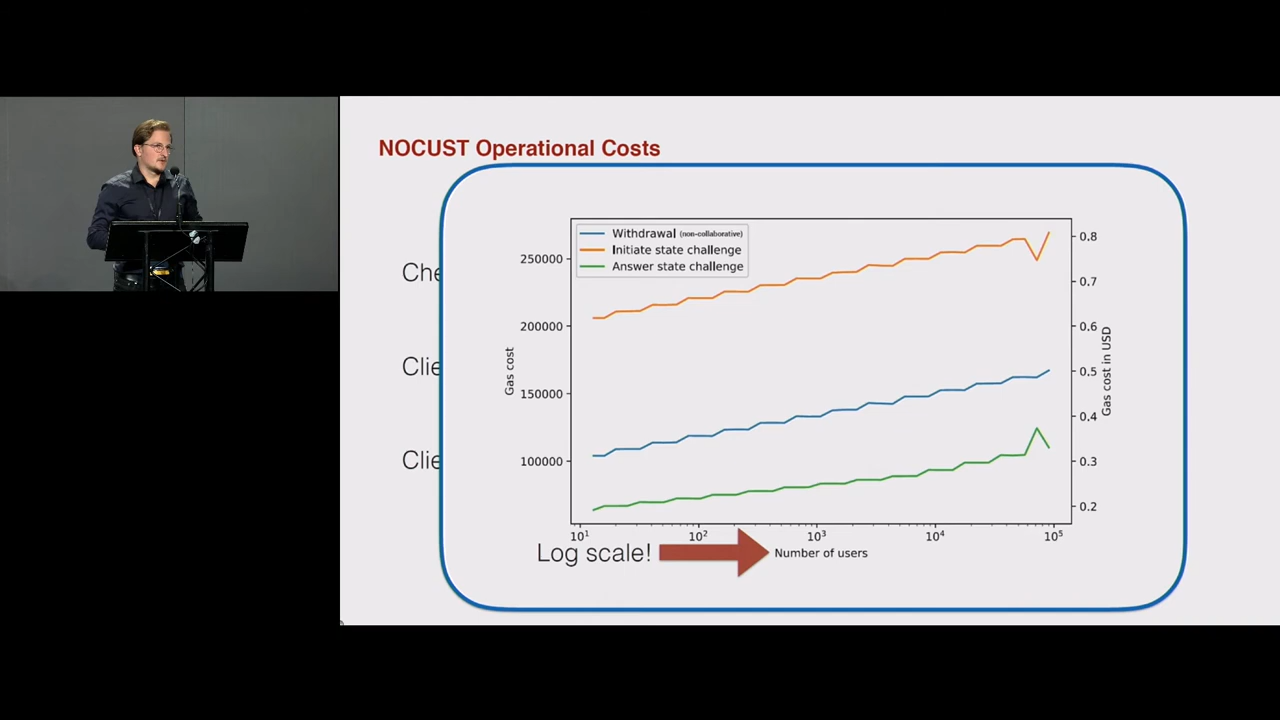 NOCUST Operational Costs
Che
Clie
Clie
Withdrawal (non-collaborative)
Initiate state challenge
Answer state challenge
250000
200000
150000
100000
Gas cost
0.8
0.7
0.6
0.5
0.4
0.3
0.2
Gas cost in USD
10¹ 10² 10³ 10⁴ 10⁵
Log scale!
Number of users